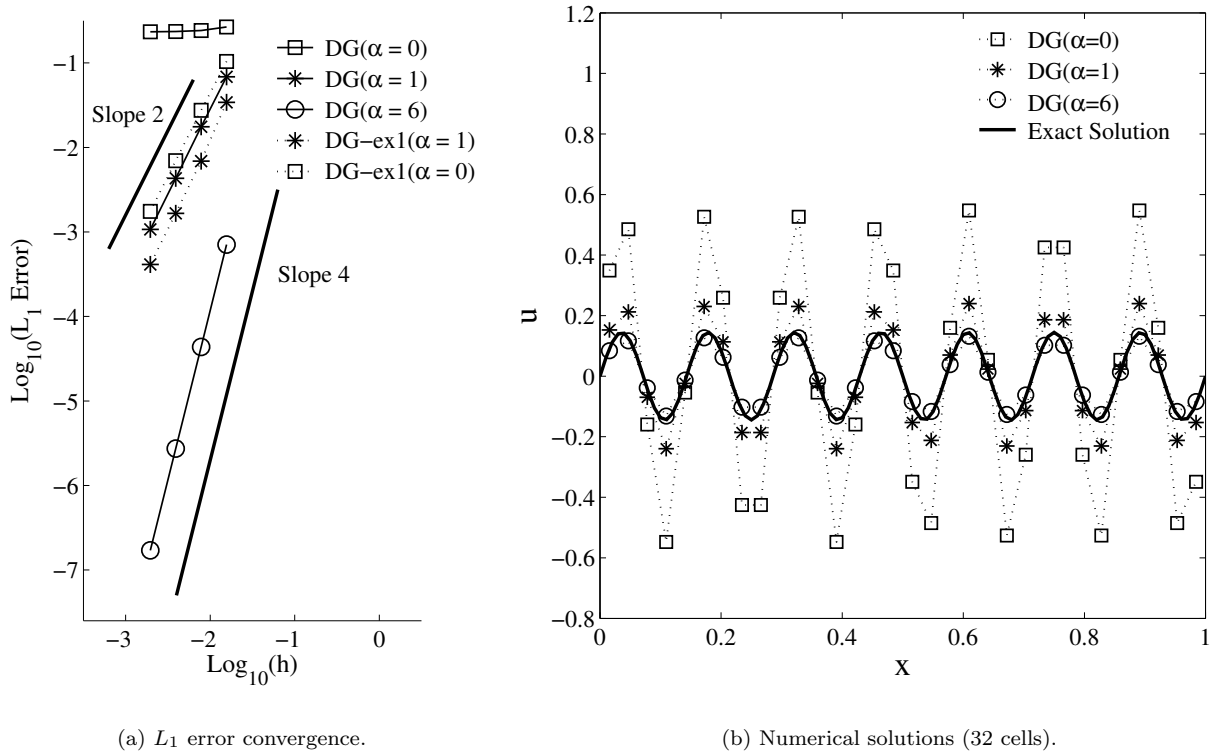 −1
−2
−3
−4
−5
−6
−7
Log10(L1 Error)
−3
−2
−1
0
Log10(h)
DG(α = 0)
DG(α = 1)
DG(α = 6)
DG−ex1(α = 1)
DG−ex1(α = 0)
Slope 2
Slope 4
(a) L1 error convergence.
1.2
1
0.8
0.6
0.4
0.2
0
−0.2
−0.4
−0.6
−0.8
u
0
0.2
0.4
0.6
0.8
1
x
DG(α=0)
DG(α=1)
DG(α=6)
Exact Solution
(b) Numerical solutions (32 cells).